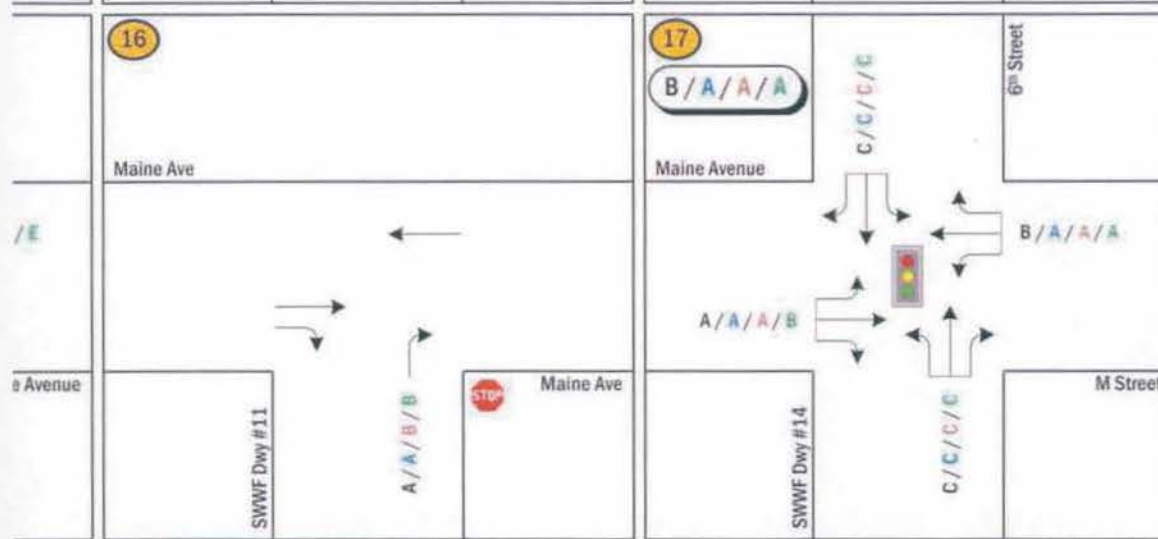 /E
e Avenue
16
Maine Ave
SWWF Dwy #11
A/A/B/B
STOP
Maine Ave
17
B/A/A/A
Maine Avenue
C/C/C/C
6th Street
B/A/A/A
A/A/A/B
SWWF Dwy #14
C/C/C/C
M Street